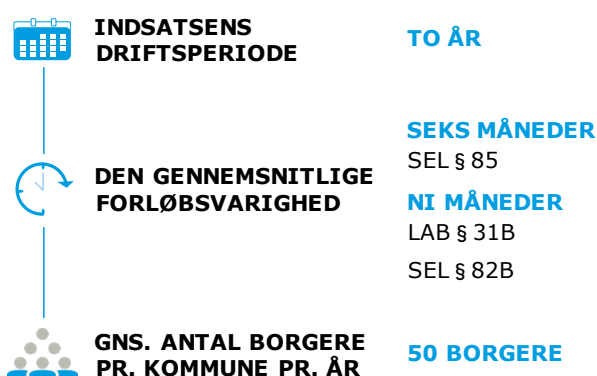 INDSATSENS
DRIFTSPERIODE
TO ÅR
DEN GENNEMSNITLIGE
FORLØBSVARIGHED
SEKS MÅNEDER
SEL § 85
NI MÅNEDER
LAB § 31B
SEL § 82B
GNS. ANTAL BORGERE
PR. KOMMUNE PR. ÅR
50 BORGERE